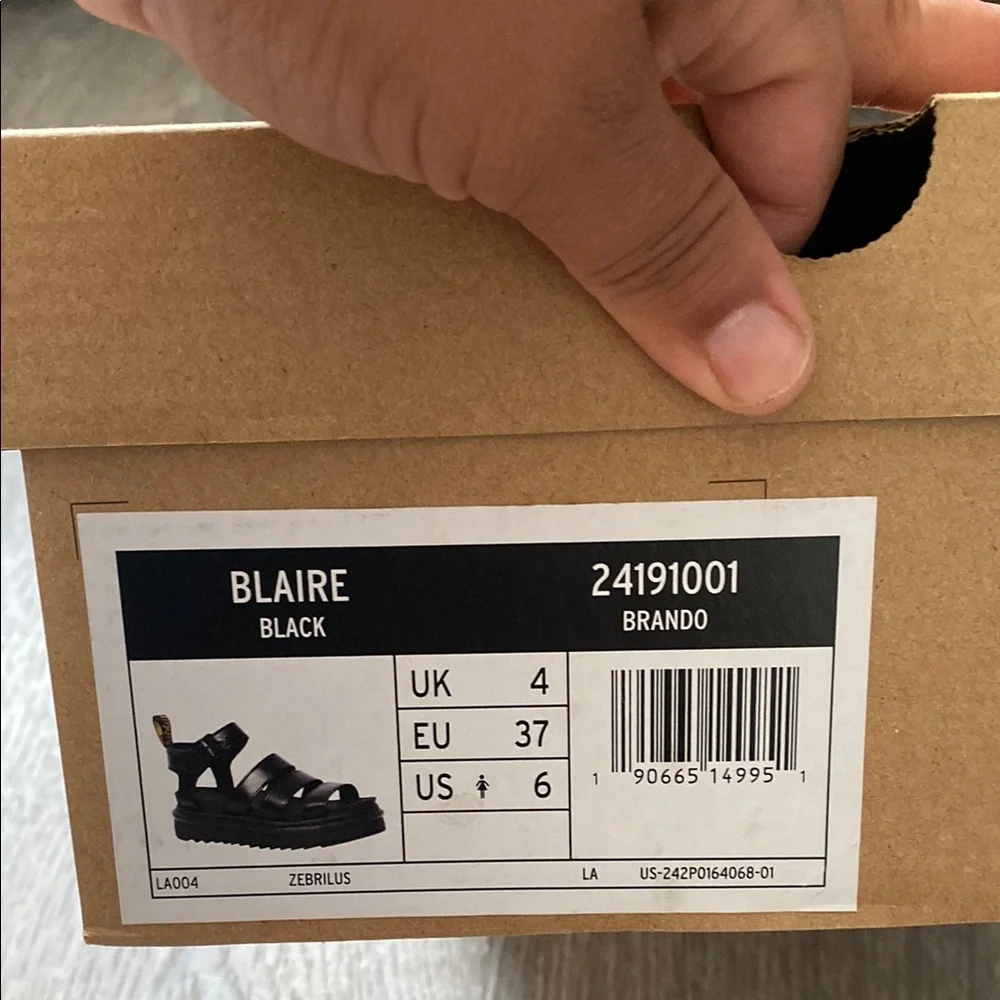 BLAIRE
BLACK
24191001
BRANDO
UK 4
EU 37
US 6
1 90665 14995 1
LA004 ZEBRILUS LA US-242P0164068-01